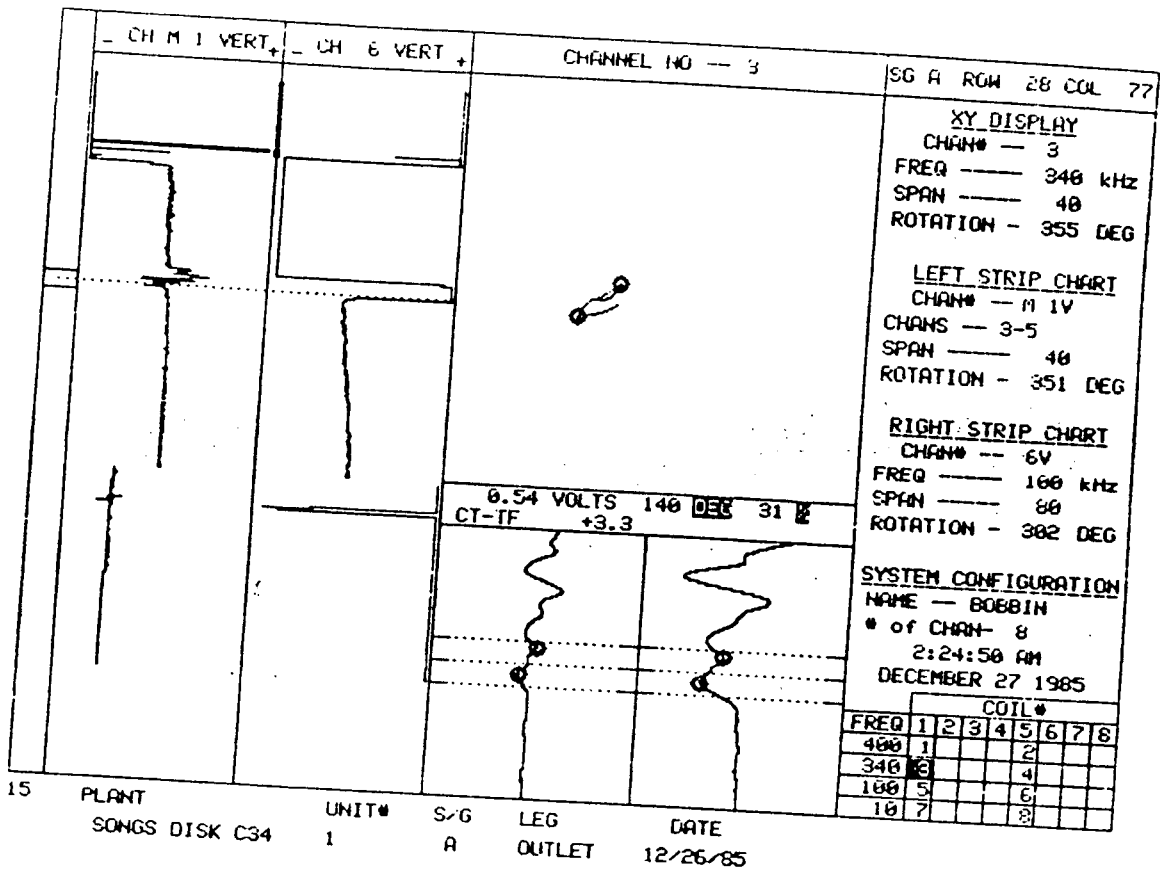 _ CH M 1 VERT +
_ CH 6 VERT +
CHANNEL NO -- 3
SG A ROW 28 COL 77
XY DISPLAY
CHAN# -- 3
FREQ ----- 340 kHz
SPAN ----- 40
ROTATION - 355 DEG
LEFT STRIP CHART
CHAN# -- M 1V
CHANS -- 3-5
SPAN ----- 40
ROTATION - 351 DEG
RIGHT STRIP CHART
CHAN# -- 6V
FREQ ----- 100 kHz
SPAN ----- 80
ROTATION - 302 DEG
0.54 VOLTS 140 DEG 31 %
CT-TF +3.3
SYSTEM CONFIGURATION
NAME -- BOBBIN
# of CHAN- 8
2:24:50 AM
DECEMBER 27 1985
COIL#
FREQ 1 2 3 4 5 6 7 8
400 1 2
340 3 4
100 5 6
10 7 8
15 PLANT UNIT# S/G LEG DATE
SONGS DISK C34 1 A OUTLET 12/26/85